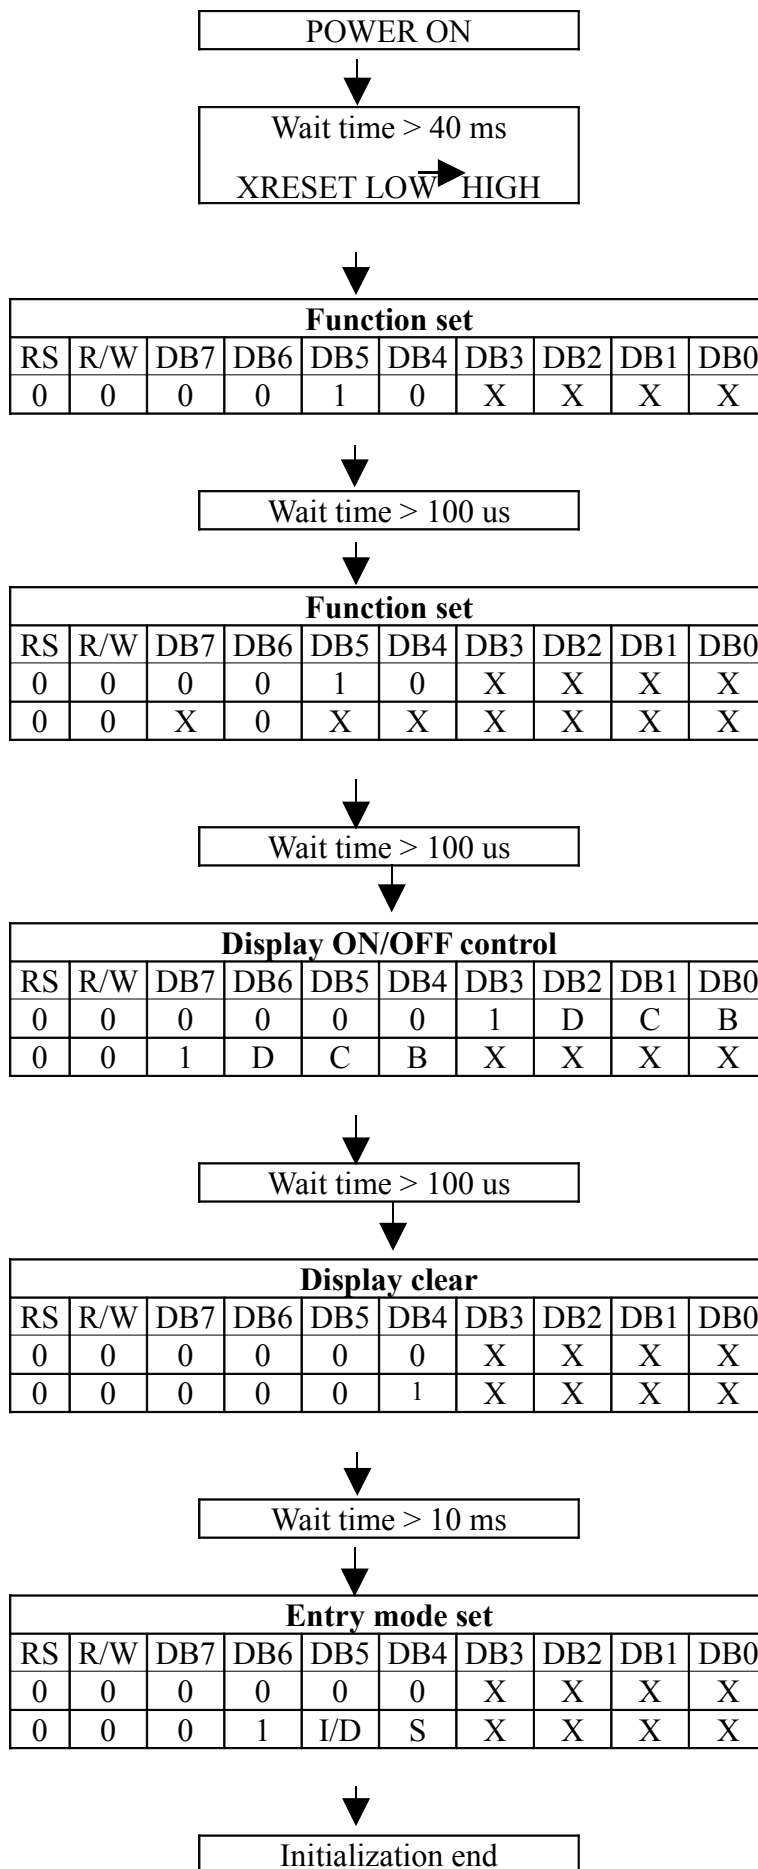 POWER ON
Wait time > 40 ms
XRESET LOW HIGH
Function set
RS R/W DB7 DB6 DB5 DB4 DB3 DB2 DB1 DB0
0 0 0 0 1 0 X X X X
Wait time > 100 us
Function set
RS R/W DB7 DB6 DB5 DB4 DB3 DB2 DB1 DB0
0 0 0 0 1 0 X X X X
0 0 X 0 X X X X X X
Wait time > 100 us
Display ON/OFF control
RS R/W DB7 DB6 DB5 DB4 DB3 DB2 DB1 DB0
0 0 0 0 0 0 1 D C B
0 0 1 D C B X X X X
Wait time > 100 us
Display clear
RS R/W DB7 DB6 DB5 DB4 DB3 DB2 DB1 DB0
0 0 0 0 0 0 X X X X
0 0 0 0 0 1 X X X X
Wait time > 10 ms
Entry mode set
RS R/W DB7 DB6 DB5 DB4 DB3 DB2 DB1 DB0
0 0 0 0 0 0 X X X X
0 0 0 1 I/D S X X X X
Initialization end